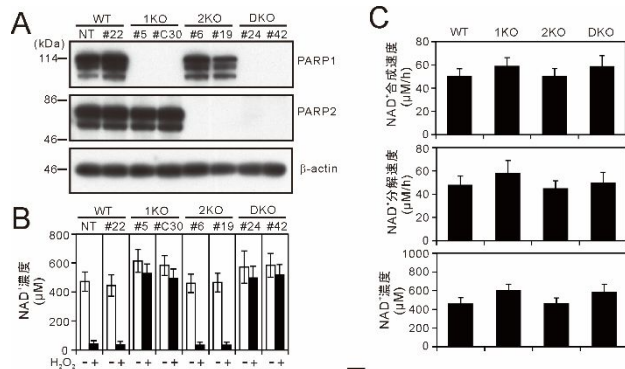 A
WT 1KO 2KO DKO
(kDa) NT #22 #5 #C30 #6 #19 #24 #42
114 PARP1
86
PARP2
46
46 β-actin
B
WT 1KO 2KO DKO
NT #22 #5 #C30 #6 #19 #24 #42
NAD⁺濃度
(μM)
800
600
400
200
0
H₂O₂ - + - + - + - + - + - + - + - +
C
WT 1KO 2KO DKO
NAD⁺合成速度
(μM/h)
80
60
40
20
0
NAD⁺分解速度
(μM/h)
80
60
40
20
0
NAD⁺濃度
(μM)
1000
800
600
400
200
0